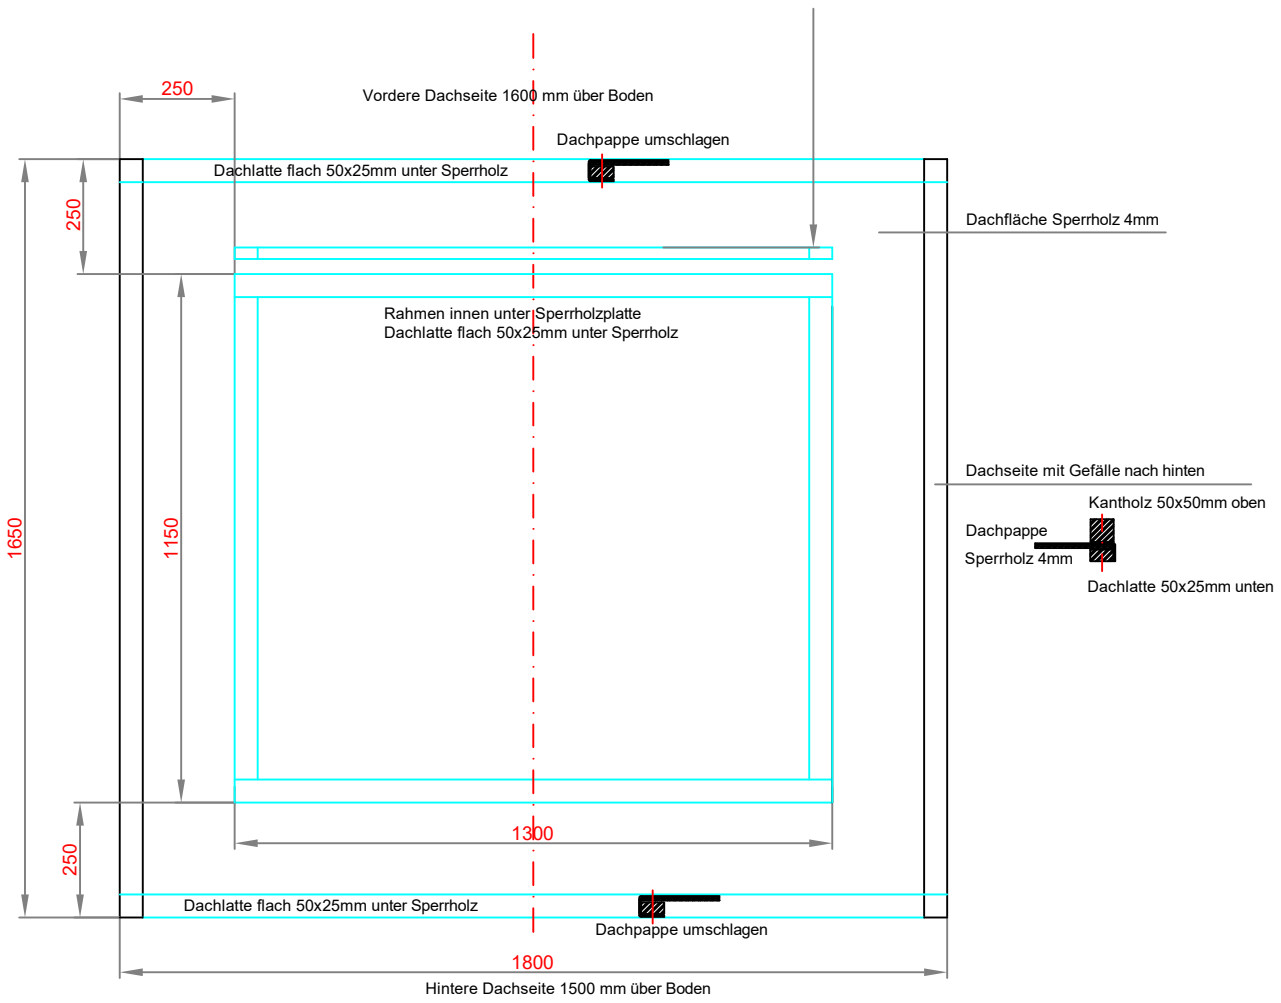 250
Vordere Dachseite 1600 mm über Boden
Dachpappe umschlagen
Dachlatte flach 50x25mm unter Sperrholz
250
Dachfläche Sperrholz 4mm
Rahmen innen unter Sperrholzplatte
Dachlatte flach 50x25mm unter Sperrholz
Dachseite mit Gefälle nach hinten
Kantholz 50x50mm oben
Dachpappe
Sperrholz 4mm
Dachlatte 50x25mm unten
1650
1150
1300
250
Dachlatte flach 50x25mm unter Sperrholz
Dachpappe umschlagen
1800
Hintere Dachseite 1500 mm über Boden